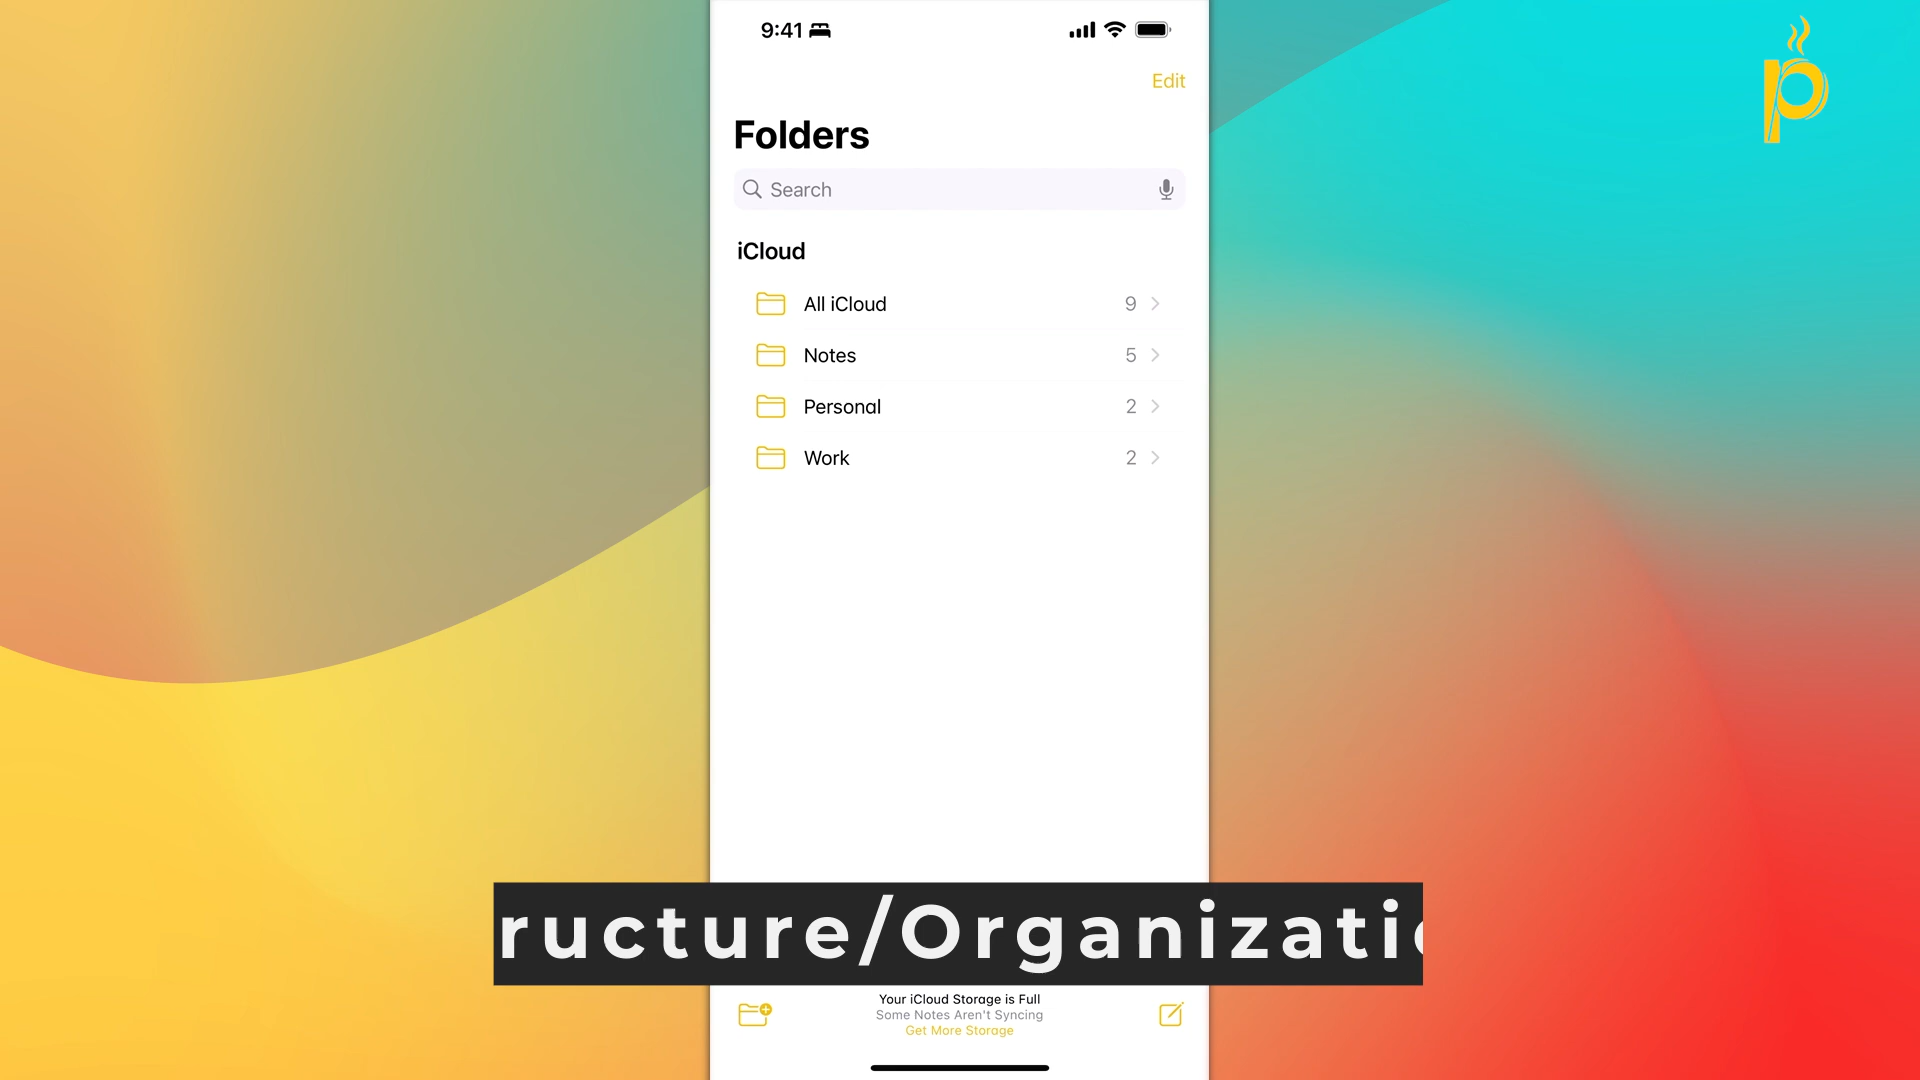 9:41
Edit
Folders
Search
iCloud
All iCloud 9
Notes 5
Personal 2
Work 2
ructure/Organizati
Your iCloud Storage is Full
Some Notes Aren't Syncing
Get More Storage